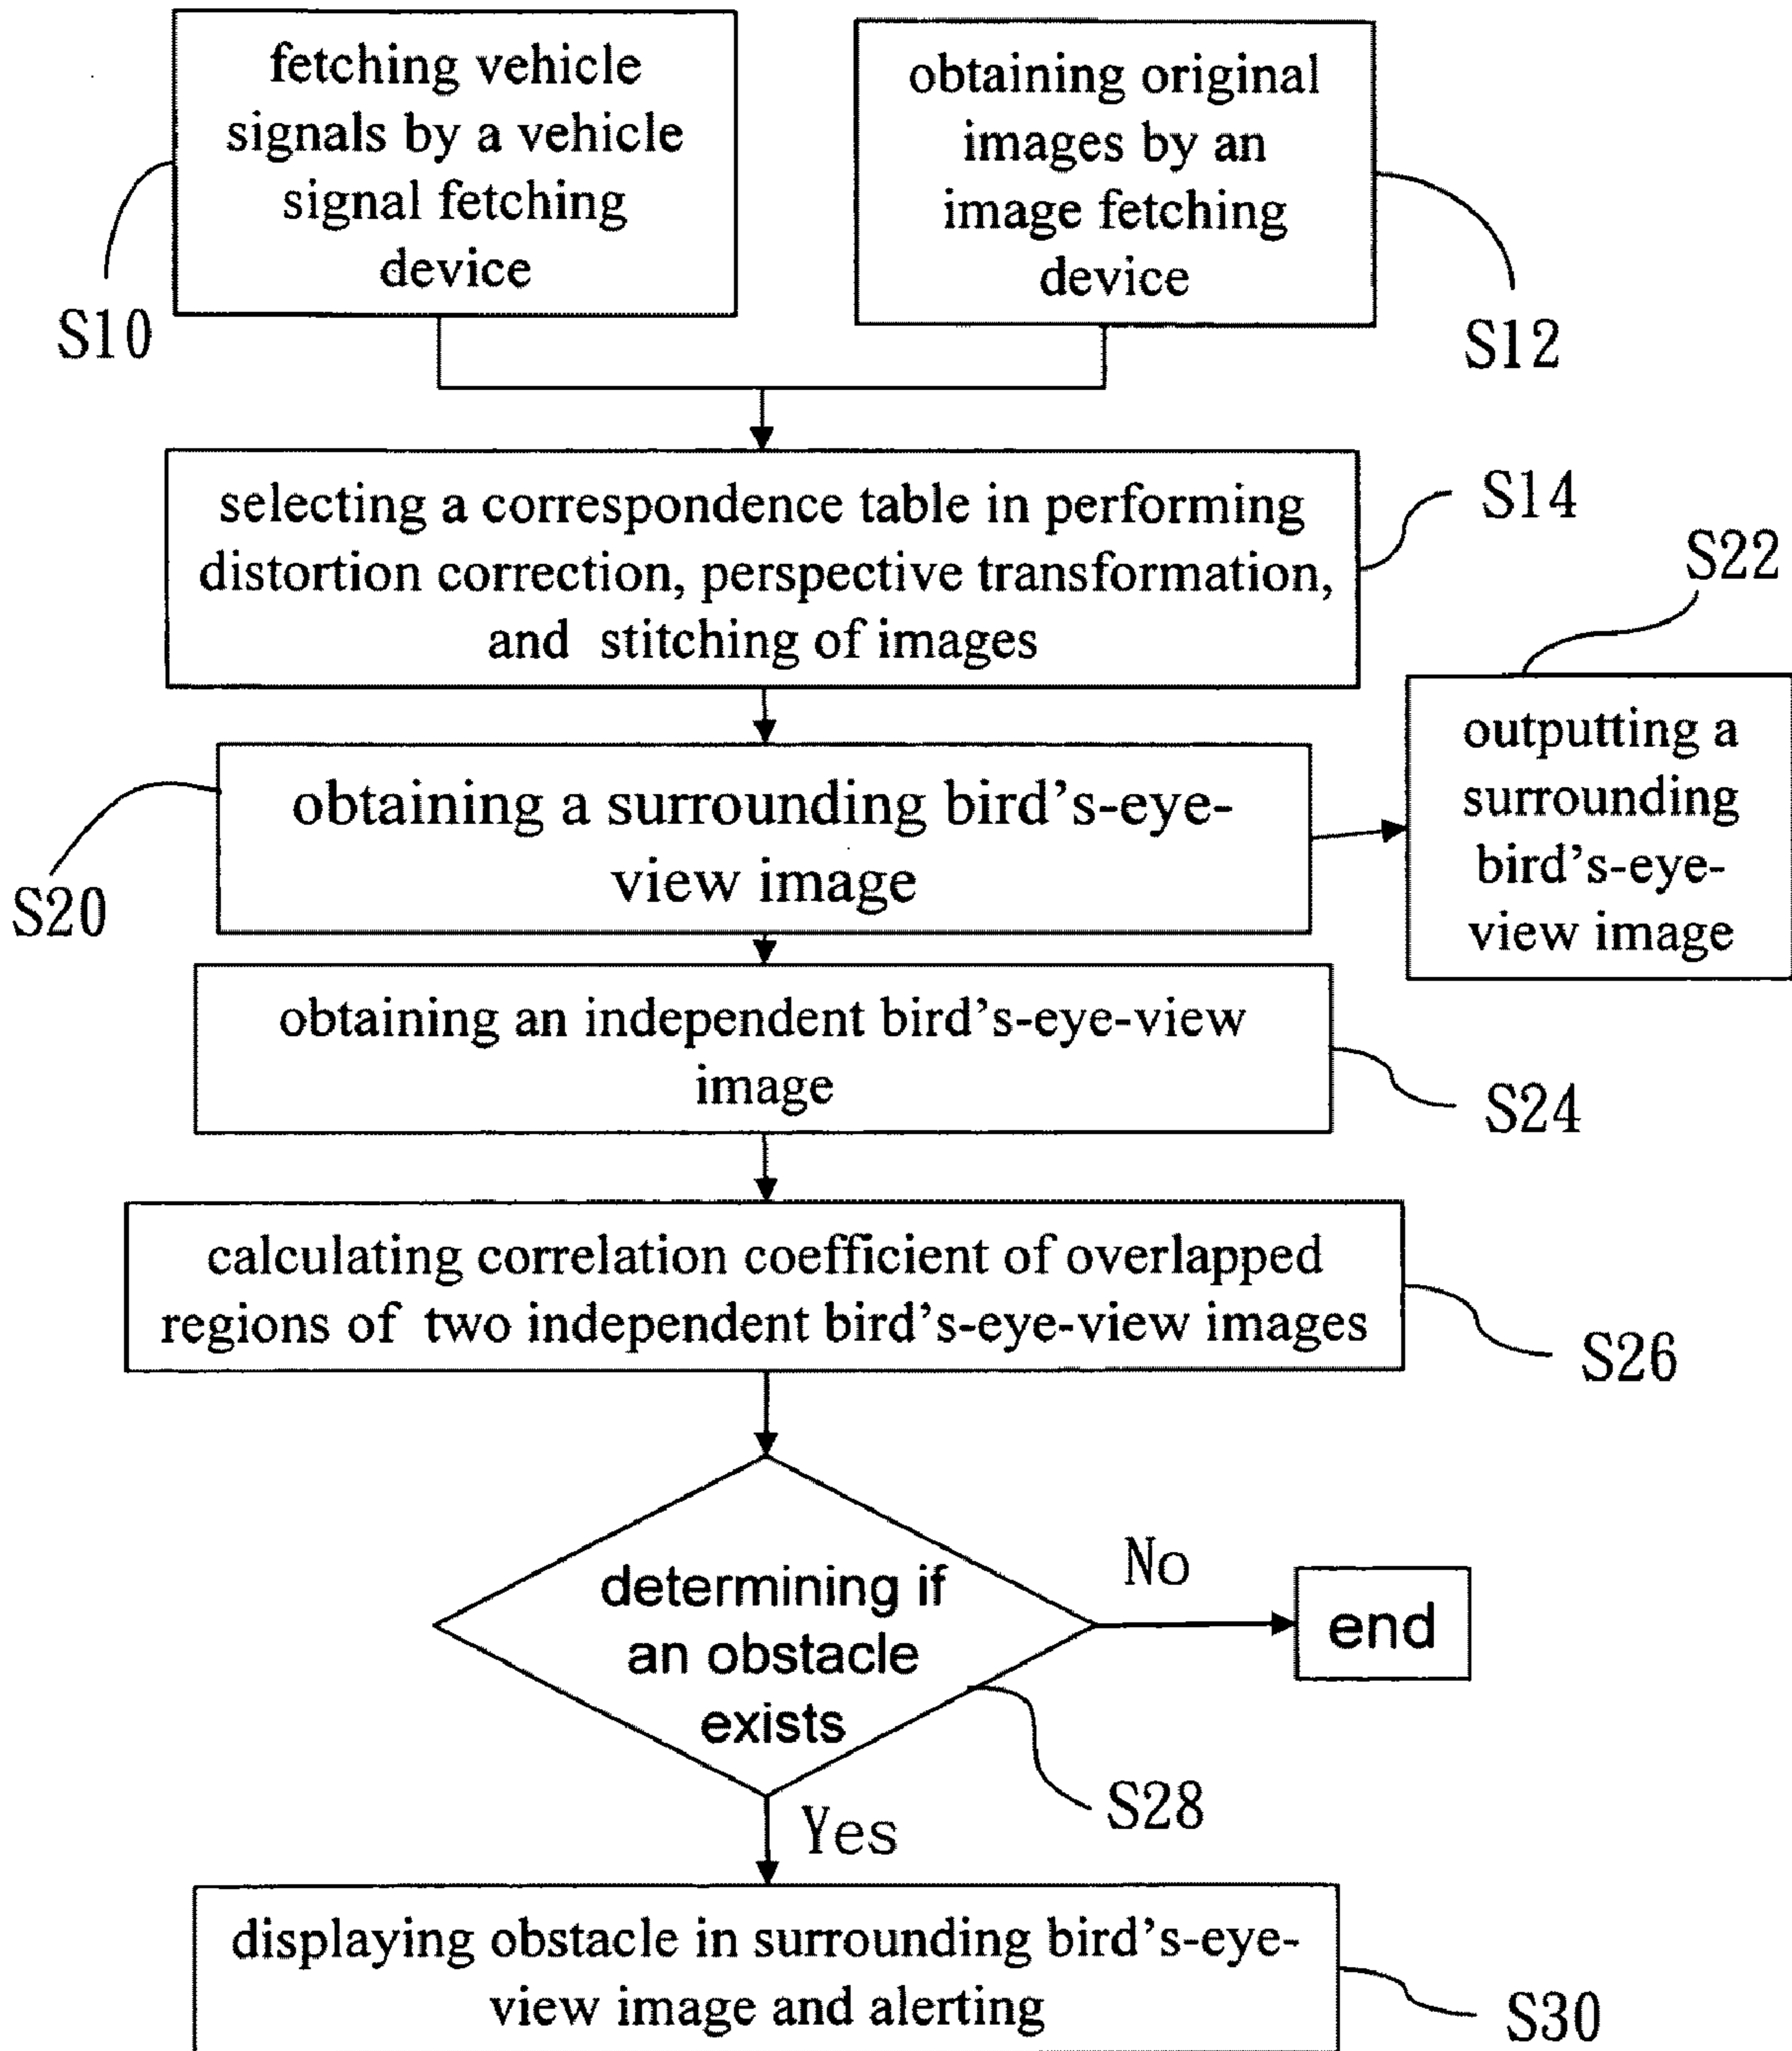 fetching vehicle
signals by a vehicle
signal fetching
device
S10
obtaining original
images by an
image fetching
device
S12
selecting a correspondence table in performing
distortion correction, perspective transformation,
and stitching of images
S14
obtaining a surrounding bird's-eye-
view image
S20
outputting a
surrounding
bird's-eye-
view image
S22
obtaining an independent bird's-eye-view
image
S24
calculating correlation coefficient of overlapped
regions of two independent bird's-eye-view images
S26
determining if
an obstacle
exists
S28
No
end
Yes
displaying obstacle in surrounding bird's-eye-
view image and alerting
S30